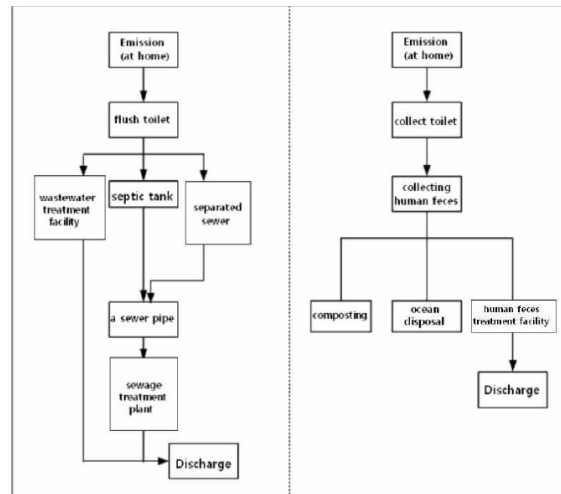 Emission
(at home)
flush toilet
wastewater
treatment
facility
septic tank
separated
sewer
a sewer pipe
sewage
treatment
plant
Discharge
Emission
(at home)
collect toilet
collecting
human feces
composting
ocean
disposal
human feces
treatment facility
Discharge